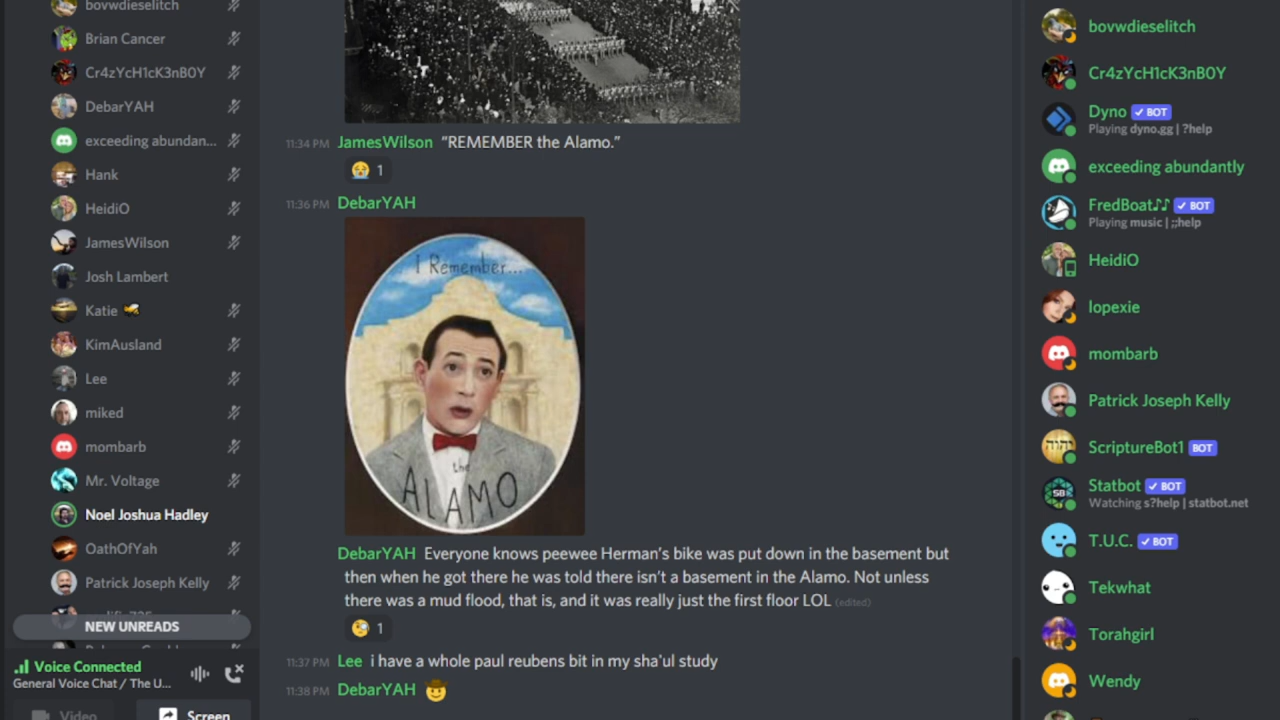 bovwdieselitch
Brian Cancer
Cr4zYcH1cK3nB0Y
DebarYAH
exceeding abundan...
Hank
HeidiO
JamesWilson
Josh Lambert
Katie
KimAusland
Lee
miked
mombarb
Mr. Voltage
Noel Joshua Hadley
OathOfYah
Patrick Joseph Kelly
NEW UNREADS
Voice Connected
General Voice Chat / The U...
Video
Screen
11:34 PM JamesWilson "REMEMBER the Alamo."
😭 1
11:36 PM DebarYAH
I Remember...
the
ALAMO
DebarYAH Everyone knows peewee Herman's bike was put down in the basement but
then when he got there he was told there isn't a basement in the Alamo. Not unless
there was a mud flood, that is, and it was really just the first floor LOL (edited)
🧐 1
11:37 PM Lee i have a whole paul reubens bit in my sha'ul study
11:38 PM DebarYAH 🤠
bovwdieselitch
Cr4zYcH1cK3nB0Y
Dyno ✓ BOT
Playing dyno.gg | ?help
exceeding abundantly
FredBoat♪♪ ✓ BOT
Playing music | ;;help
HeidiO
lopexie
mombarb
Patrick Joseph Kelly
יהוה
ScriptureBot1 BOT
SB
Statbot ✓ BOT
Watching s?help | statbot.net
T.U.C. ✓ BOT
Tekwhat
Torahgirl
Wendy